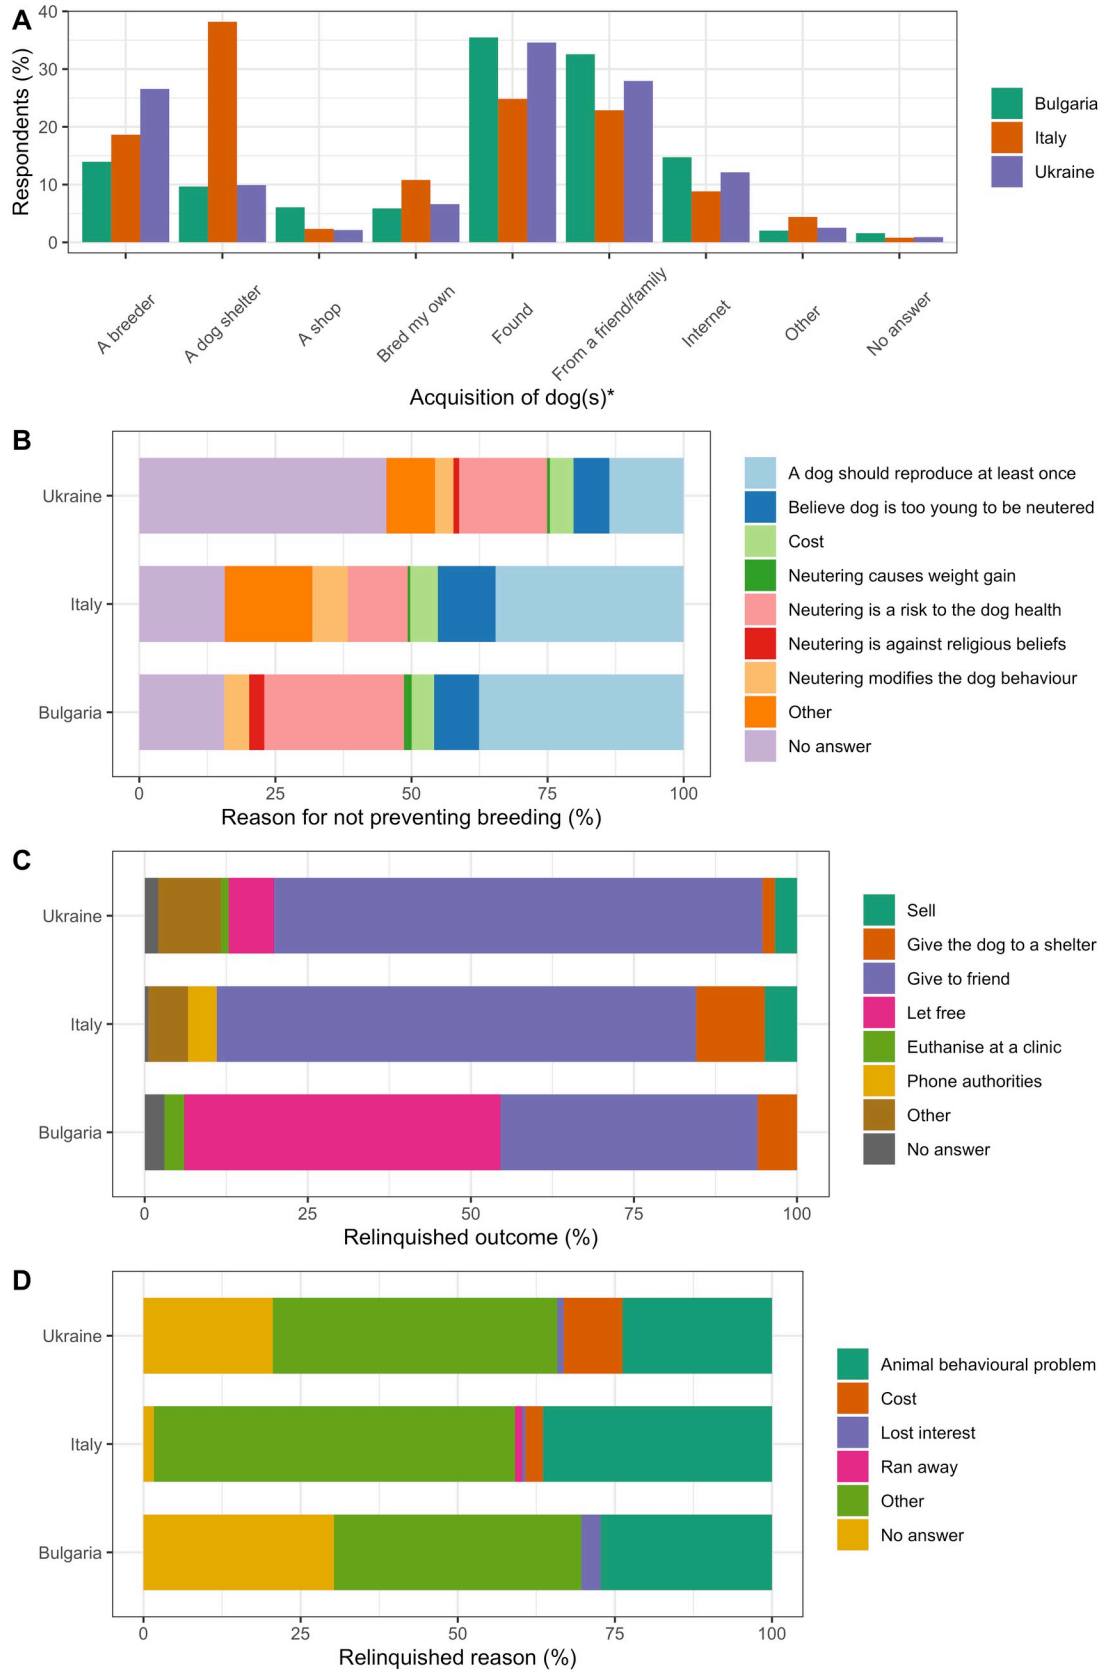 A
Respondents (%)
40
30
20
10
0
A breeder
A dog shelter
A shop
Bred my own
Found
From a friend/family
Internet
Other
No answer
Acquisition of dog(s)*
Bulgaria
Italy
Ukraine
B
Ukraine
Italy
Bulgaria
0 25 50 75 100
Reason for not preventing breeding (%)
A dog should reproduce at least once
Believe dog is too young to be neutered
Cost
Neutering causes weight gain
Neutering is a risk to the dog health
Neutering is against religious beliefs
Neutering modifies the dog behaviour
Other
No answer
C
Ukraine
Italy
Bulgaria
0 25 50 75 100
Relinquished outcome (%)
Sell
Give the dog to a shelter
Give to friend
Let free
Euthanise at a clinic
Phone authorities
Other
No answer
D
Ukraine
Italy
Bulgaria
0 25 50 75 100
Relinquished reason (%)
Animal behavioural problem
Cost
Lost interest
Ran away
Other
No answer